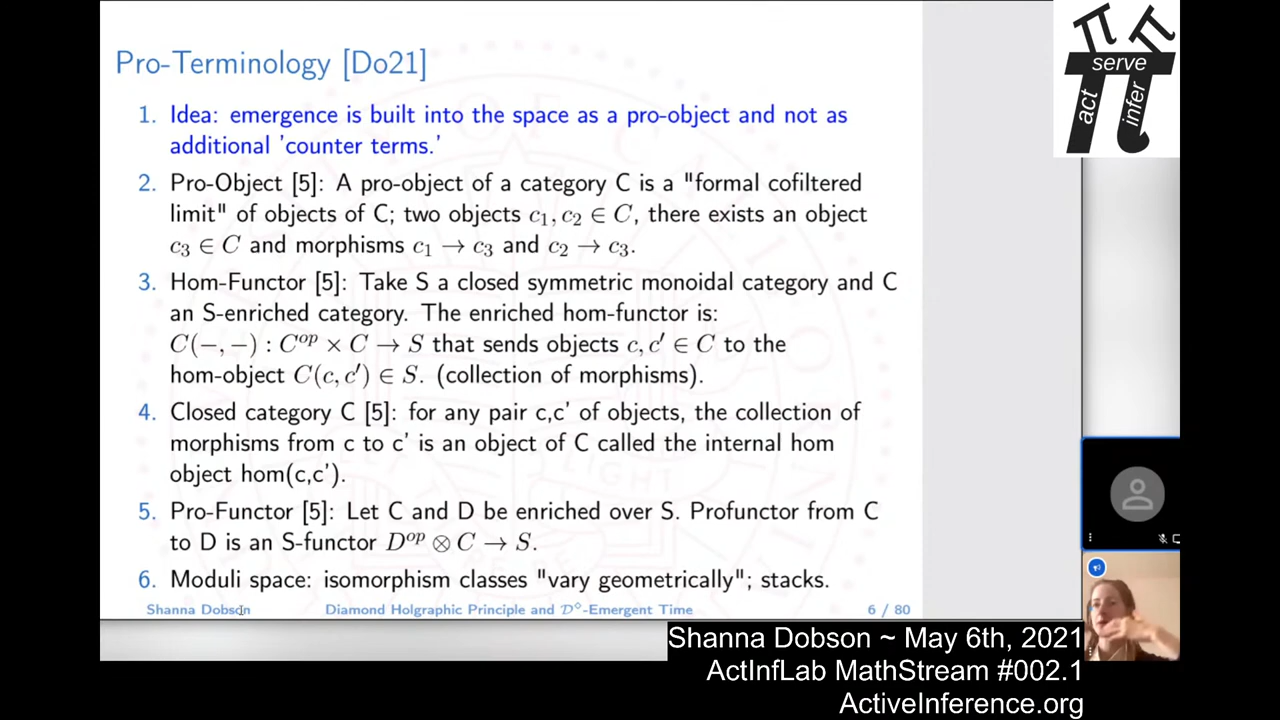 Pro-Terminology [Do21]
1. Idea: emergence is built into the space as a pro-object and not as
additional 'counter terms.'
2. Pro-Object [5]: A pro-object of a category C is a "formal cofiltered
limit" of objects of C; two objects c₁, c₂ ∈ C, there exists an object
c₃ ∈ C and morphisms c₁ → c₃ and c₂ → c₃.
3. Hom-Functor [5]: Take S a closed symmetric monoidal category and C
an S-enriched category. The enriched hom-functor is:
C(−, −) : Cᵒᵖ × C → S that sends objects c, c′ ∈ C to the
hom-object C(c, c′) ∈ S. (collection of morphisms).
4. Closed category C [5]: for any pair c,c' of objects, the collection of
morphisms from c to c' is an object of C called the internal hom
object hom(c,c').
5. Pro-Functor [5]: Let C and D be enriched over S. Profunctor from C
to D is an S-functor Dᵒᵖ ⊗ C → S.
6. Moduli space: isomorphism classes "vary geometrically"; stacks.
Shanna Dobson Diamond Holgraphic Principle and 𝒟^⋄-Emergent Time 6 / 80
serve
act
infer
Shanna Dobson ~ May 6th, 2021
ActInfLab MathStream #002.1
ActiveInference.org